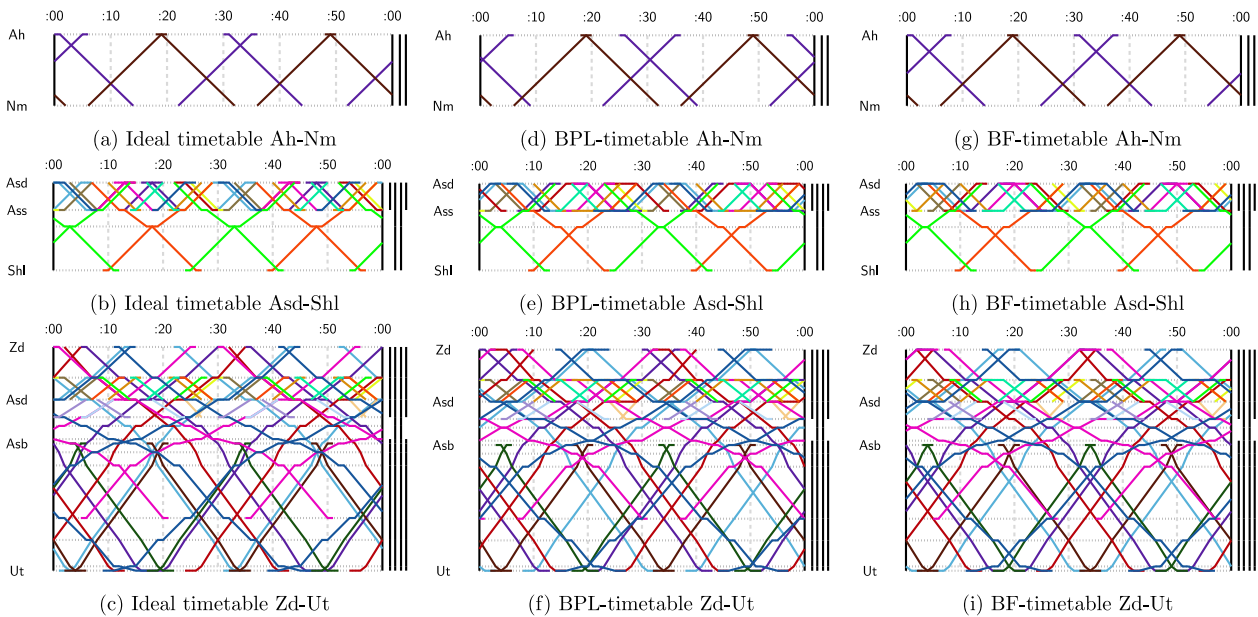 :00 :10 :20 :30 :40 :50 :00
Ah
Nm
(a) Ideal timetable Ah-Nm
:00 :10 :20 :30 :40 :50 :00
Ah
Nm
(d) BPL-timetable Ah-Nm
:00 :10 :20 :30 :40 :50 :00
Ah
Nm
(g) BF-timetable Ah-Nm
:00 :10 :20 :30 :40 :50 :00
Asd
Ass
Shl
(b) Ideal timetable Asd-Shl
:00 :10 :20 :30 :40 :50 :00
Asd
Ass
Shl
(e) BPL-timetable Asd-Shl
:00 :10 :20 :30 :40 :50 :00
Asd
Ass
Shl
(h) BF-timetable Asd-Shl
:00 :10 :20 :30 :40 :50 :00
Zd
Asd
Asb
Ut
(c) Ideal timetable Zd-Ut
:00 :10 :20 :30 :40 :50 :00
Zd
Asd
Asb
Ut
(f) BPL-timetable Zd-Ut
:00 :10 :20 :30 :40 :50 :00
Zd
Asd
Asb
Ut
(i) BF-timetable Zd-Ut